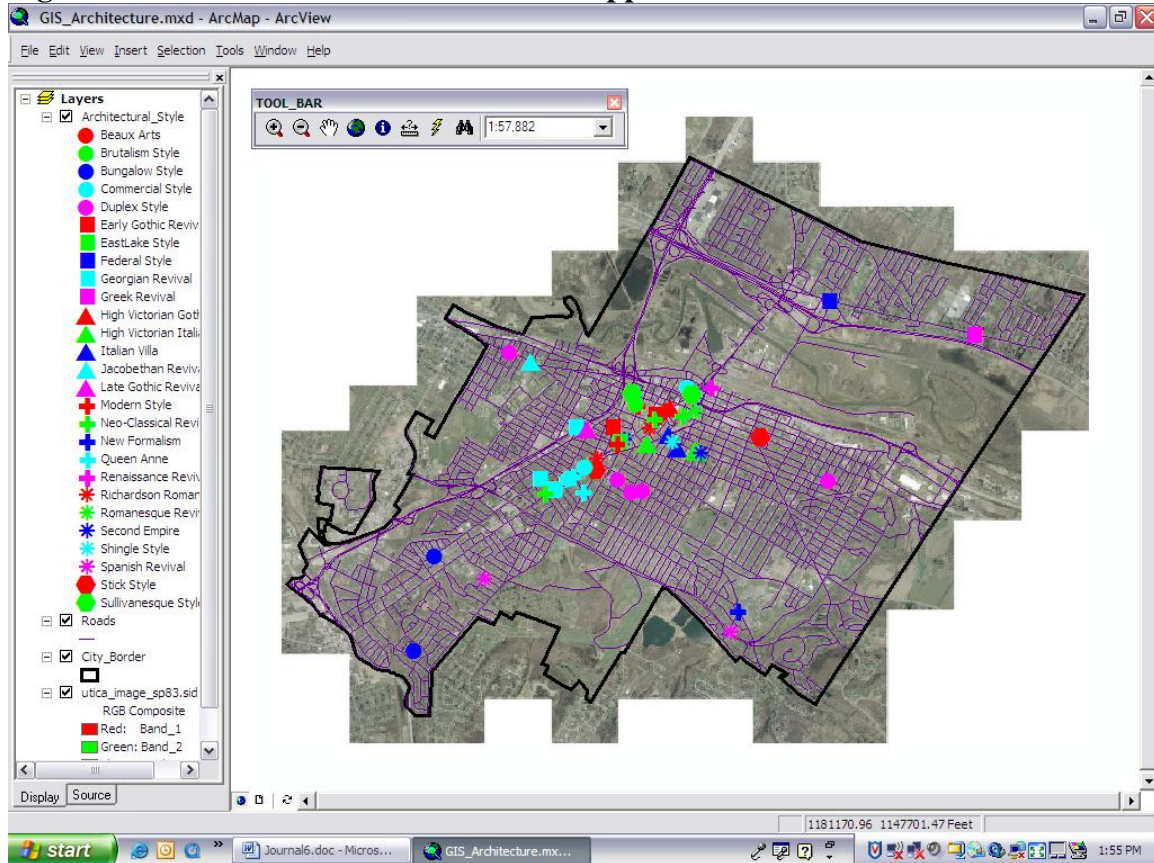 GIS_Architecture.mxd - ArcMap - ArcView
File Edit View Insert Selection Tools Window Help
Layers
Architectural_Style
Beaux Arts
Brutalism Style
Bungalow Style
Commercial Style
Duplex Style
Early Gothic Reviv
EastLake Style
Federal Style
Georgian Revival
Greek Revival
High Victorian Goth
High Victorian Itali
Italian Villa
Jacobethan Reviv
Late Gothic Reviva
Modern Style
Neo-Classical Revi
New Formalism
Queen Anne
Renaissance Reviv
Richardson Roman
Romanesque Revi
Second Empire
Shingle Style
Spanish Revival
Stick Style
Sullivanesque Style
Roads
City_Border
utica_image_sp83.sid
RGB Composite
Red: Band_1
Green: Band_2
Display Source
TOOL_BAR
1:57,882
1181170.96 1147701.47 Feet
start
Journal6.doc - Micros...
GIS_Architecture.mx...
1:55 PM